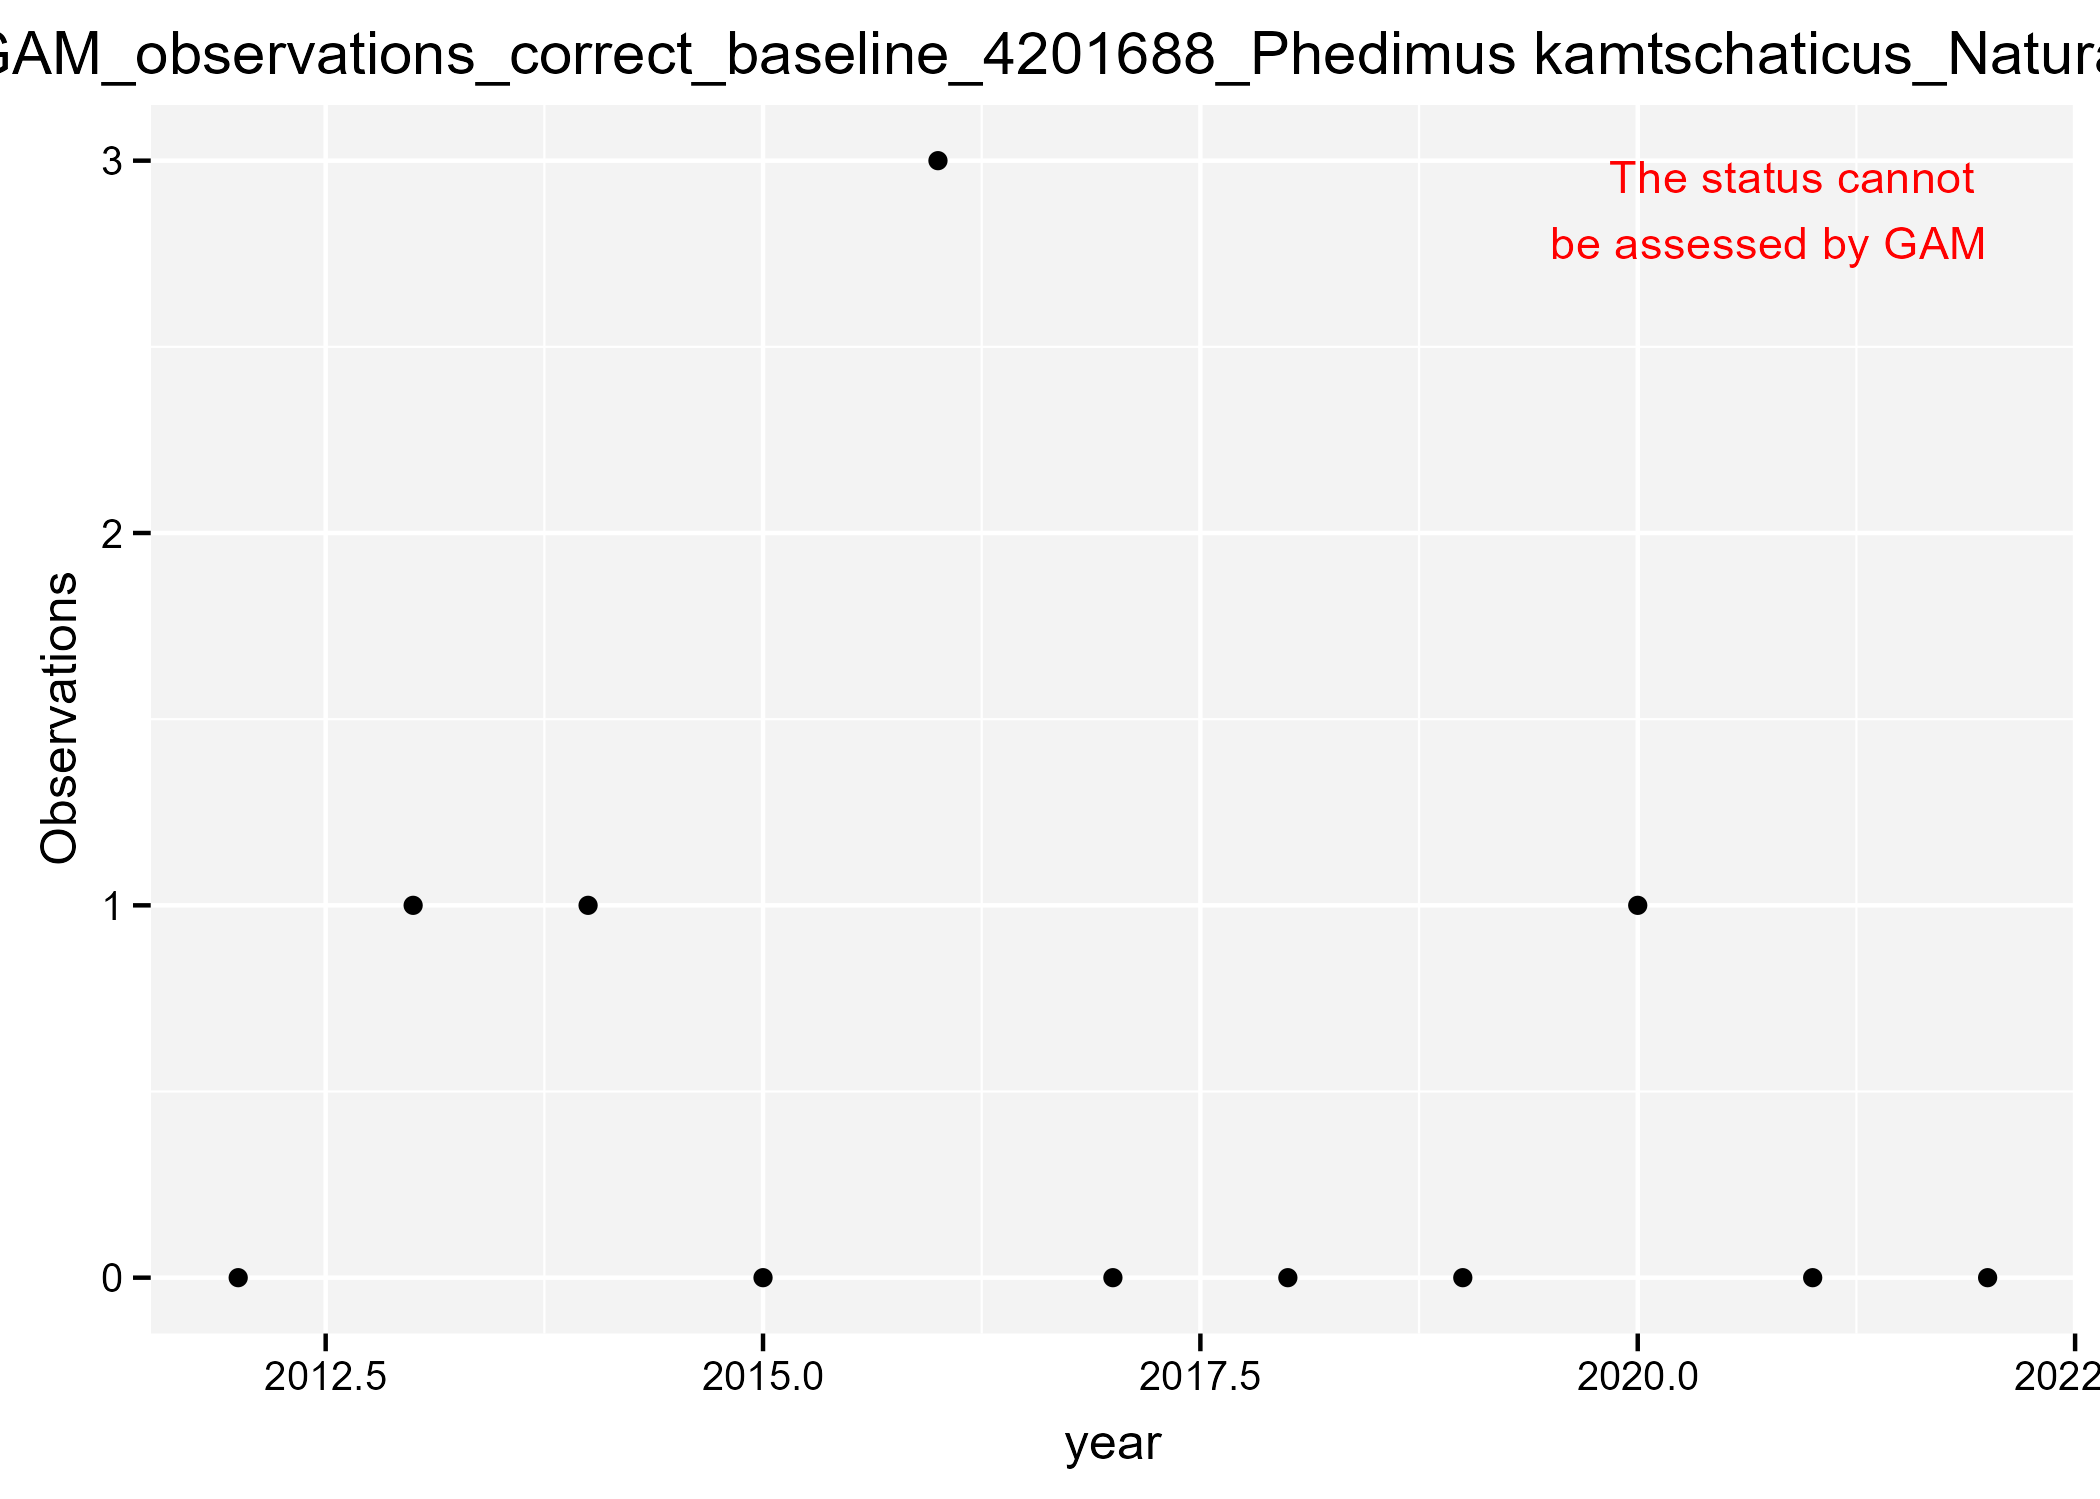 GAM_observations_correct_baseline_4201688_Phedimus kamtschaticus_Natura
3
The status cannot
be assessed by GAM
2
Observations
1
0
2012.5 2015.0 2017.5 2020.0 2022
year